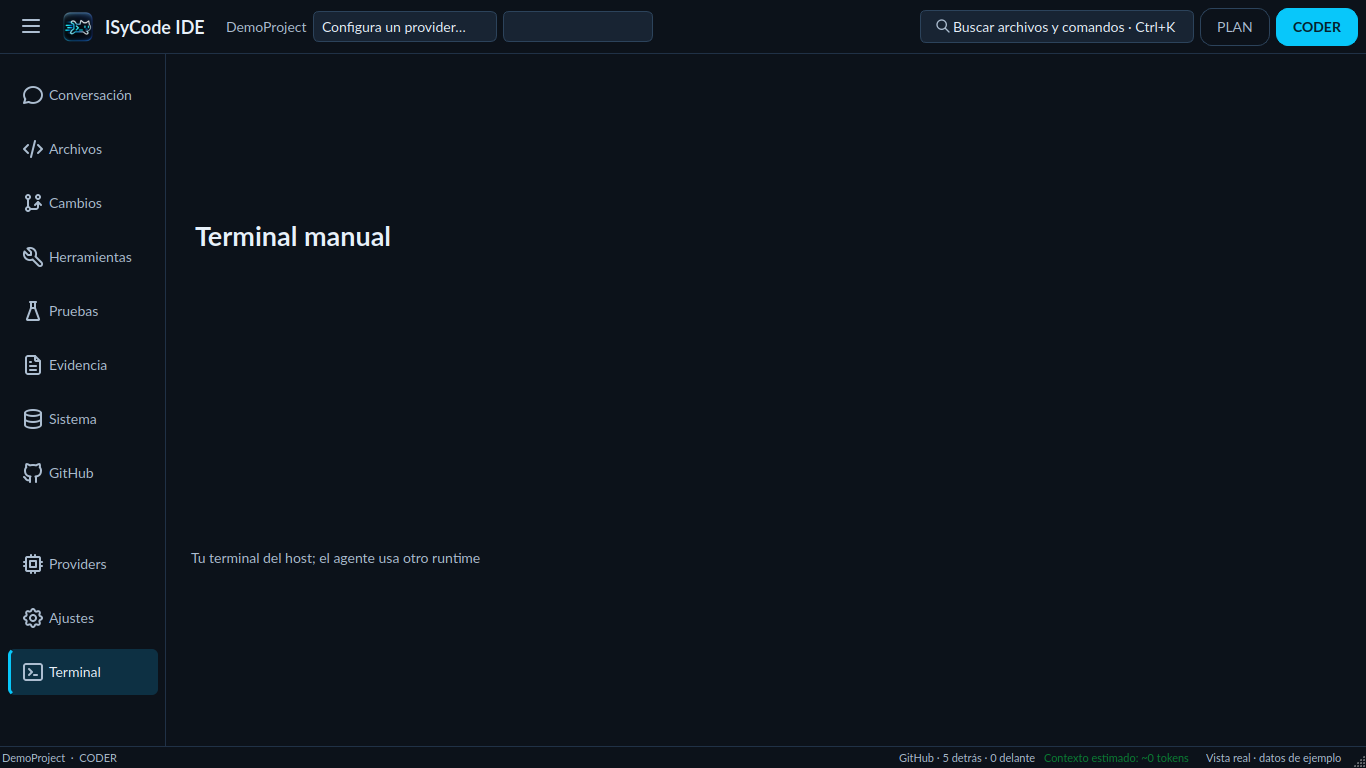 ISyCode IDE
DemoProject
Configura un provider...
Buscar archivos y comandos · Ctrl+K
PLAN
CODER
Conversación
Archivos
Cambios
Herramientas
Pruebas
Evidencia
Sistema
GitHub
Providers
Ajustes
Terminal
Terminal manual
Tu terminal del host; el agente usa otro runtime
DemoProject · CODER
GitHub · 5 detrás · 0 delante
Contexto estimado: ~0 tokens
Vista real · datos de ejemplo